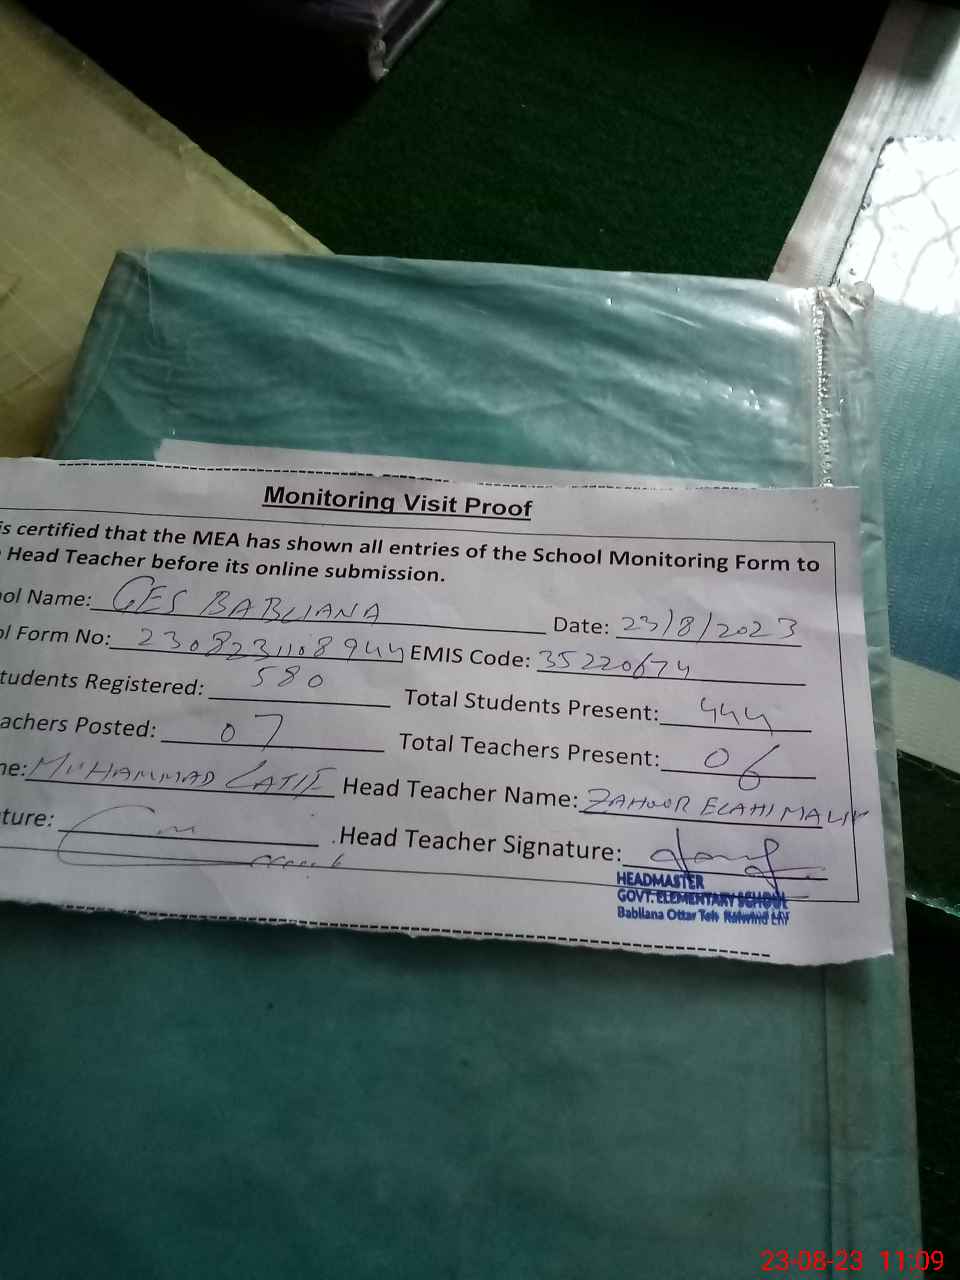 Monitoring Visit Proof
is certified that the MEA has shown all entries of the School Monitoring Form to
Head Teacher before its online submission.
ool Name: GES BABLIANA Date: 23/8/2023
ol Form No: 2308231108944 EMIS Code: 35220674
tudents Registered: 580 Total Students Present: 444
achers Posted: 07 Total Teachers Present: 06
me: MUHAMMAD LATIF Head Teacher Name: ZAHOOR ELAHI MALIK
ture: Head Teacher Signature:
HEADMASTER
GOVT. ELEMENTARY SCHOOL
Babliana Ottar Teh Raiwind
23-08-23 11:09